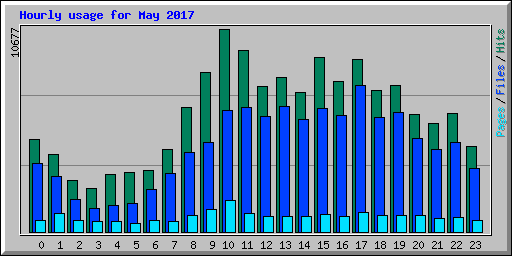 Hourly usage for May 2017
10677
Pages / Files / Hits
0 1 2 3 4 5 6 7 8 9 10 11 12 13 14 15 16 17 18 19 20 21 22 23